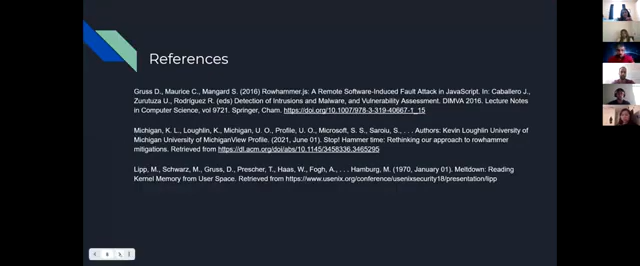 References
Gruss D., Maurice C., Mangard S. (2016) Rowhammer.js: A Remote Software-Induced Fault Attack in JavaScript. In: Caballero J.,
Zurutuza U., Rodríguez R. (eds) Detection of Intrusions and Malware, and Vulnerability Assessment. DIMVA 2016. Lecture Notes
in Computer Science, vol 9721. Springer, Cham. https://doi.org/10.1007/978-3-319-40667-1_15
Michigan, K. L., Loughlin, K., Michigan, U. O., Profile, U. O., Microsoft, S. S., Saroiu, S., . . . Authors: Kevin Loughlin University of
Michigan University of MichiganView Profile. (2021, June 01). Stop! Hammer time: Rethinking our approach to rowhammer
mitigations. Retrieved from https://dl.acm.org/doi/abs/10.1145/3458336.3465295
Lipp, M., Schwarz, M., Gruss, D., Prescher, T., Haas, W., Fogh, A., . . . Hamburg, M. (1970, January 01). Meltdown: Reading
Kernel Memory from User Space. Retrieved from https://www.usenix.org/conference/usenixsecurity18/presentation/lipp